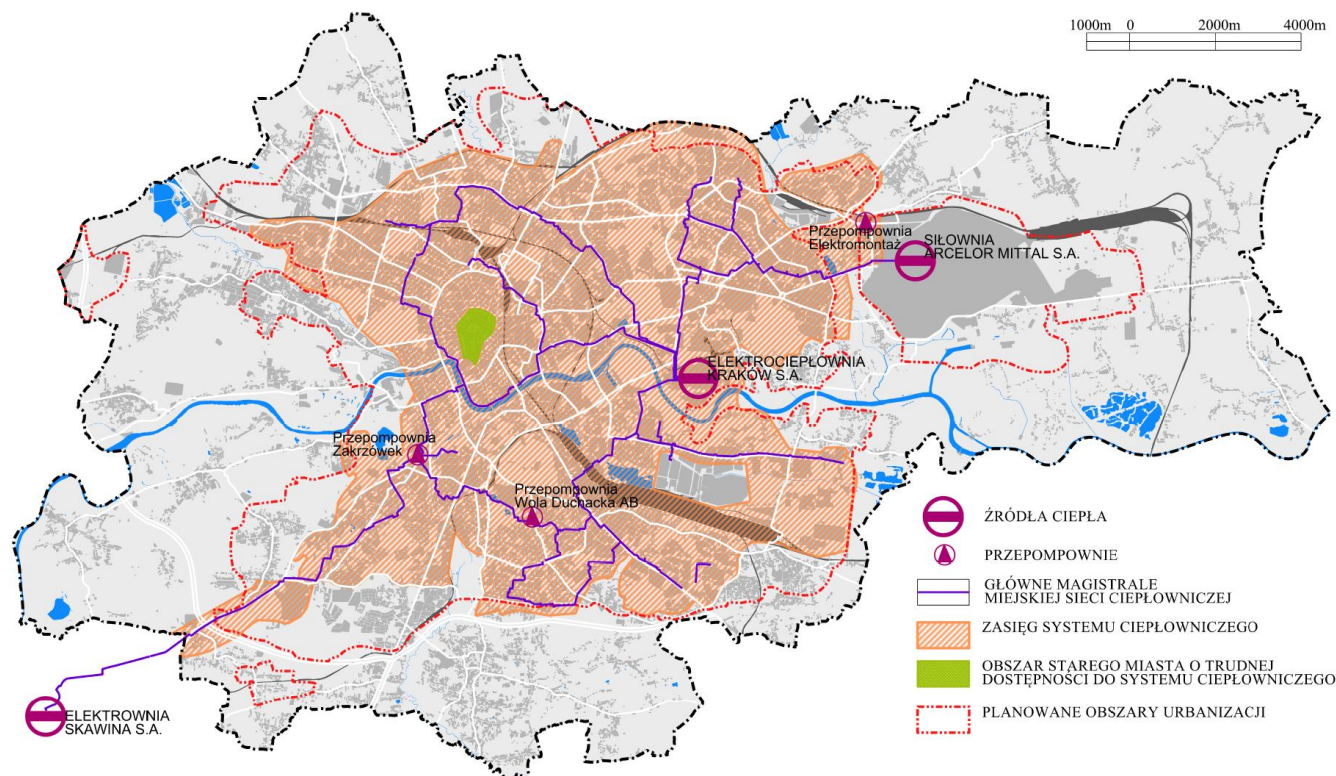 1000m 0 2000m 4000m
Przepompownia
Elektromontaż
SIŁOWNIA
ARCELOR MITTAL S.A.
ELEKTROCIEPŁOWNIA
KRAKÓW S.A.
Przepompownia
Zakrzówek
Przepompownia
Wola Duchacka AB
ELEKTROWNIA
SKAWINA S.A.
ŹRÓDŁA CIEPŁA
PRZEPOMPOWNIE
GŁÓWNE MAGISTRALE
MIEJSKIEJ SIECI CIEPŁOWNICZEJ
ZASIĘG SYSTEMU CIEPŁOWNICZEGO
OBSZAR STAREGO MIASTA O TRUDNEJ
DOSTĘPNOŚCI DO SYSTEMU CIEPŁOWNICZEGO
PLANOWANE OBSZARY URBANIZACJI